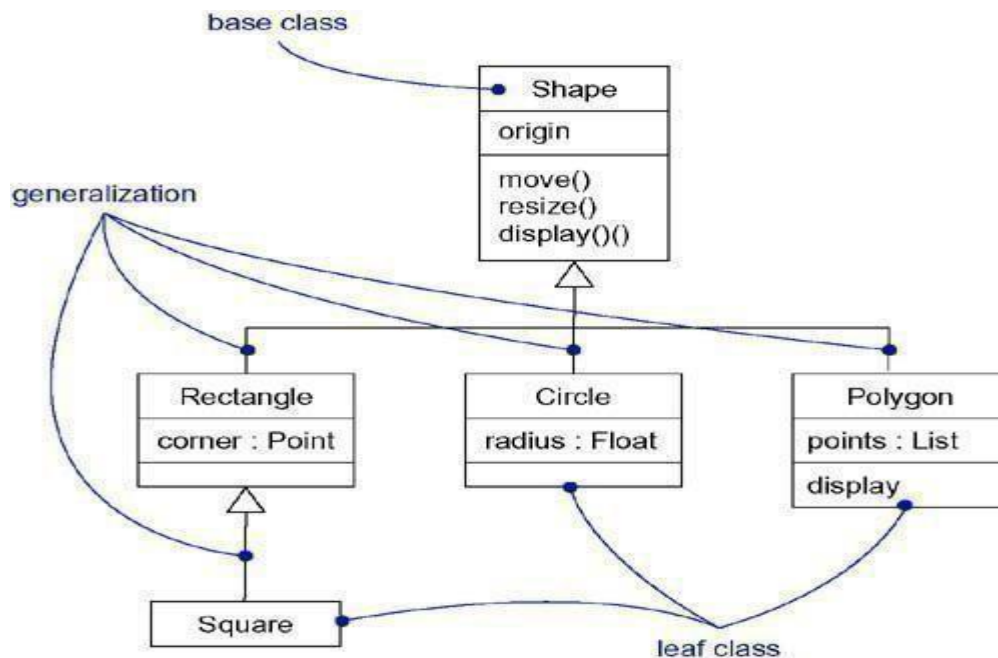 base class
Shape
origin
move()
resize()
display()()
generalization
Rectangle
corner : Point
Circle
radius : Float
Polygon
points : List
display
Square
leaf class